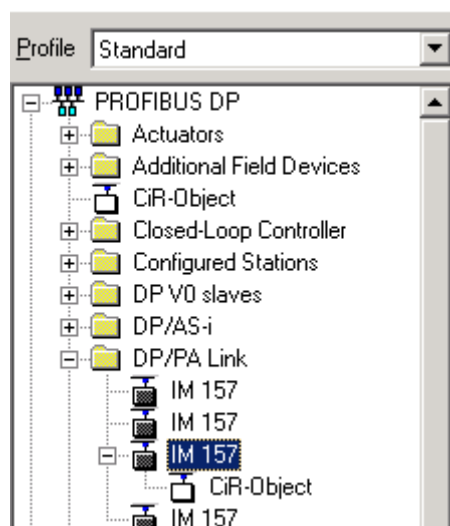 Profile Standard
PROFIBUS DP
Actuators
Additional Field Devices
CiR-Object
Closed-Loop Controller
Configured Stations
DP V0 slaves
DP/AS-i
DP/PA Link
IM 157
IM 157
IM 157
CiR-Object
IM 157